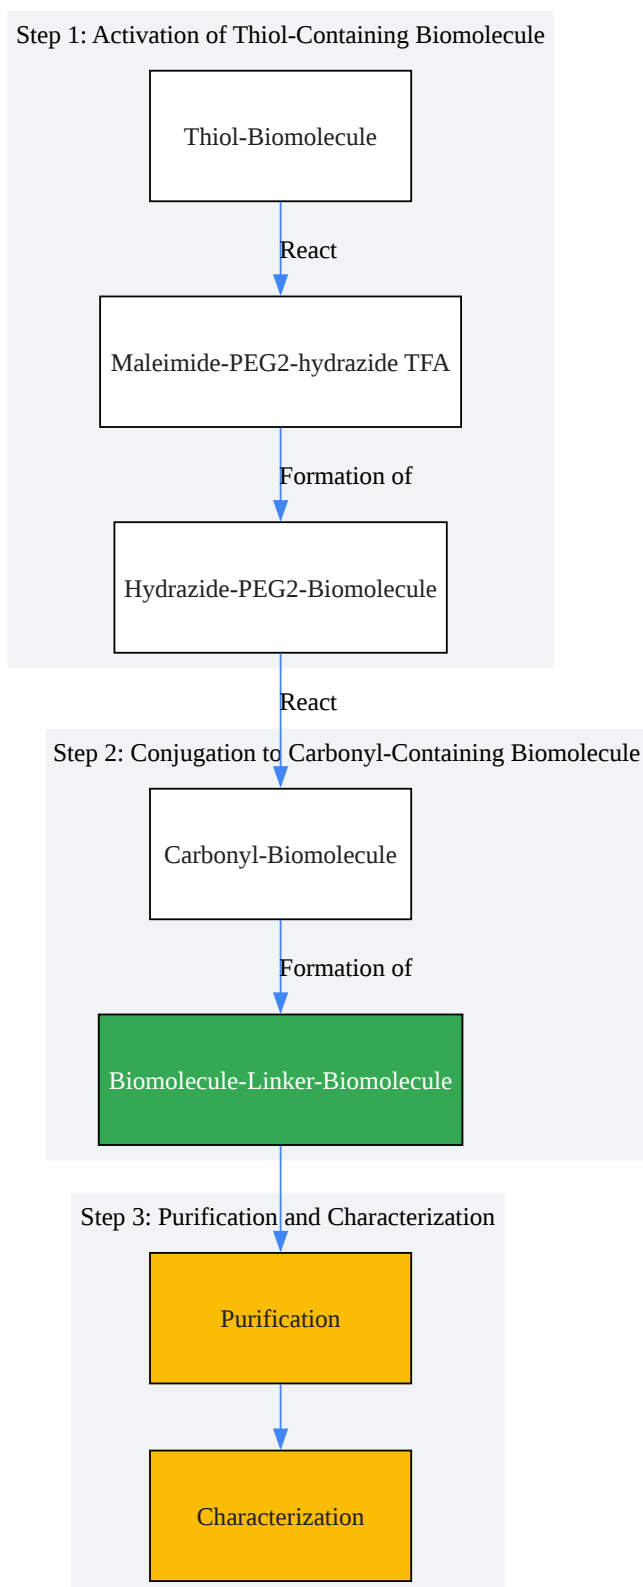 Step 1: Activation of Thiol-Containing Biomolecule
Thiol-Biomolecule
React
Maleimide-PEG2-hydrazide TFA
Formation of
Hydrazide-PEG2-Biomolecule
React
Step 2: Conjugation to Carbonyl-Containing Biomolecule
Carbonyl-Biomolecule
Formation of
Biomolecule-Linker-Biomolecule
Step 3: Purification and Characterization
Purification
Characterization